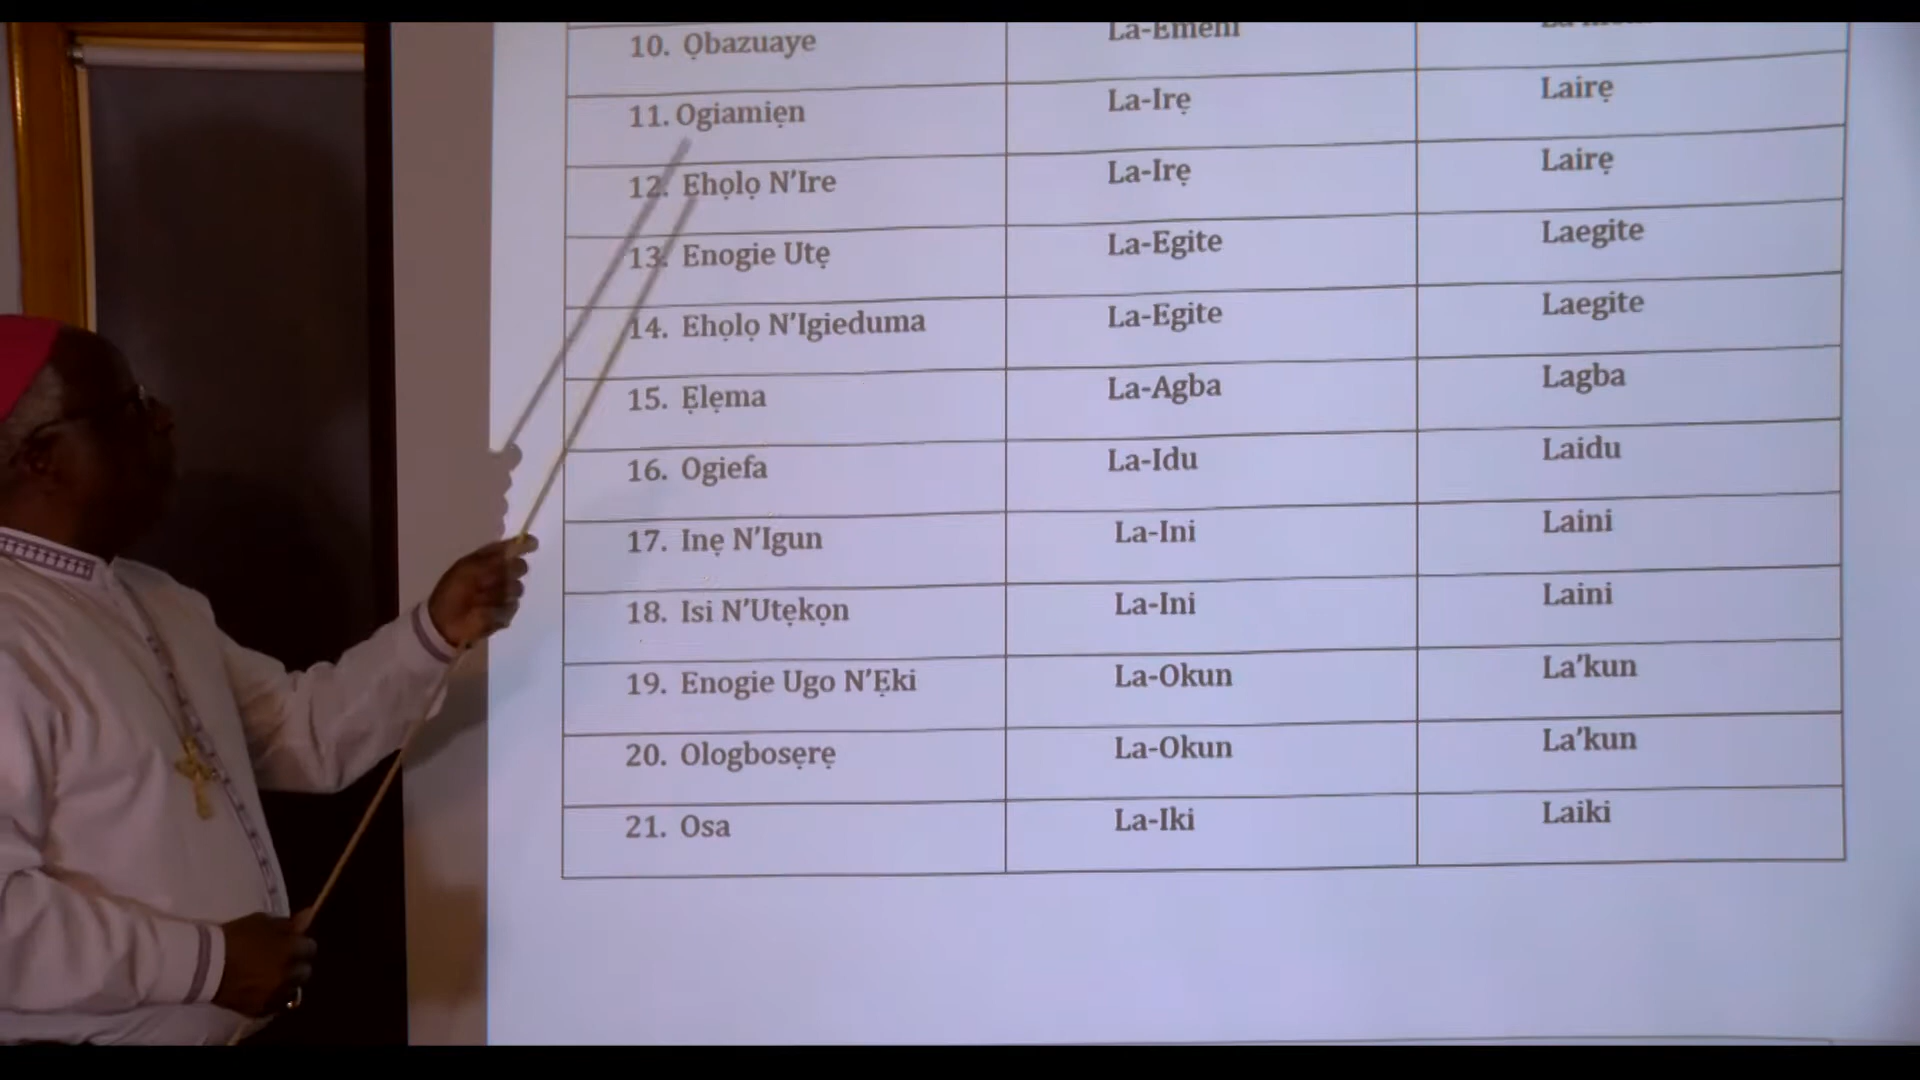 10. Ọbazuaye La-Emeni
11. Ogiamiẹn La-Irẹ Lairẹ
12. Ehọlọ N'Ire La-Irẹ Lairẹ
13. Enogie Utẹ La-Egite Laegite
14. Ehọlọ N'Igieduma La-Egite Laegite
15. Ẹlẹma La-Agba Lagba
16. Ogiefa La-Idu Laidu
17. Inẹ N'Igun La-Ini Laini
18. Isi N'Utẹkọn La-Ini Laini
19. Enogie Ugo N'Ẹki La-Okun La'kun
20. Ologbosẹrẹ La-Okun La'kun
21. Osa La-Iki Laiki